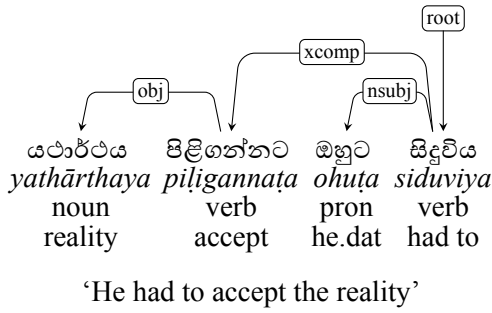 root
xcomp
obj nsubj
යථාර්ථය පිළිගන්නට ඔහුට සිදුවිය
yathārthaya piḷigannaṭa ohuṭa siduviya
noun verb pron verb
reality accept he.dat had to
‘He had to accept the reality’